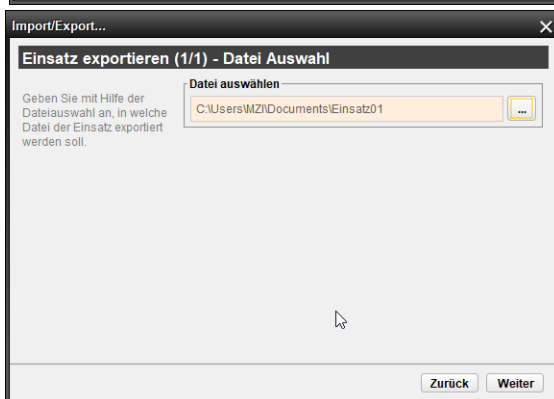 Import/Export...
Einsatz exportieren (1/1) - Datei Auswahl
Geben Sie mit Hilfe der
Dateiauswahl an, in welche
Datei der Einsatz exportiert
werden soll.
Datei auswählen
C:\Users\MZI\Documents\Einsatz01
...
Zurück
Weiter